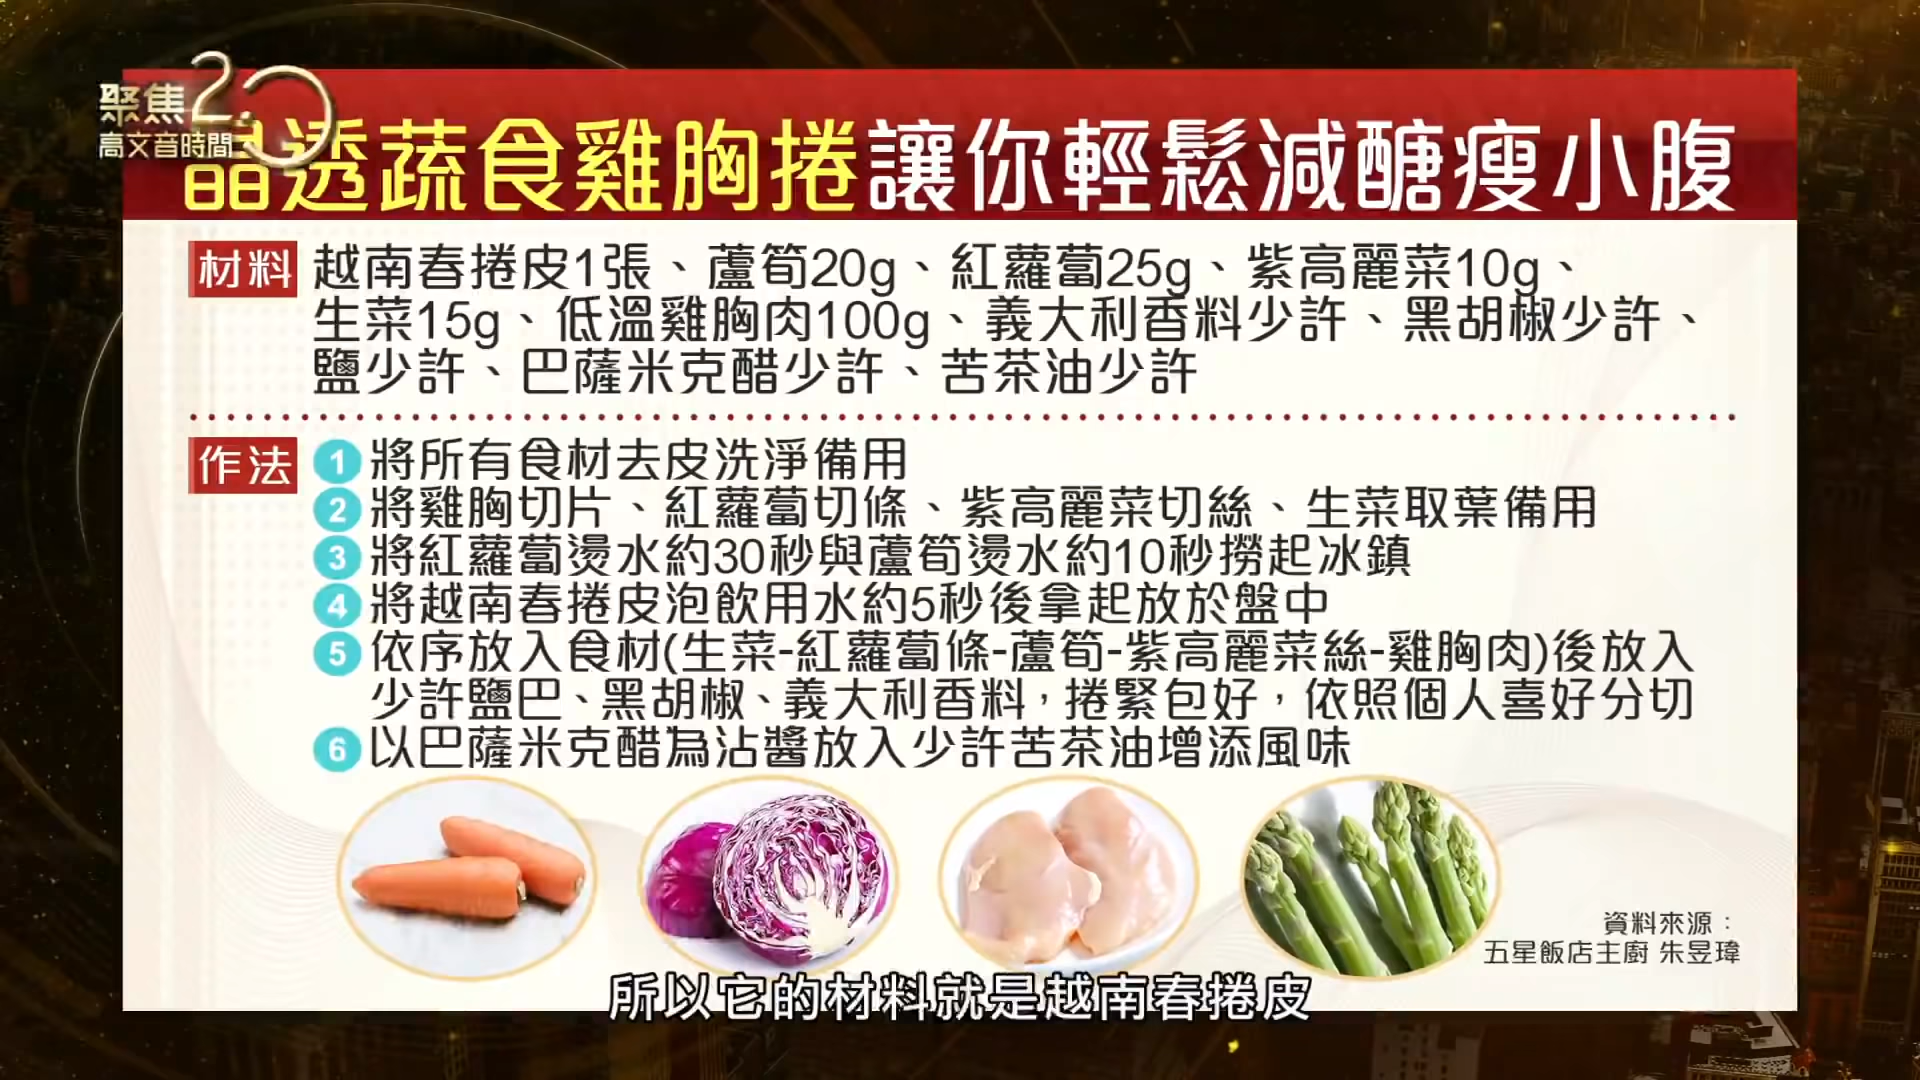 聚焦2.0
高文音時間
晶透蔬食雞胸捲讓你輕鬆減醣瘦小腹
材料 越南春捲皮1張、蘆筍20g、紅蘿蔔25g、紫高麗菜10g、
生菜15g、低溫雞胸肉100g、義大利香料少許、黑胡椒少許、
鹽少許、巴薩米克醋少許、苦茶油少許
作法 1 將所有食材去皮洗淨備用
2 將雞胸切片、紅蘿蔔切條、紫高麗菜切絲、生菜取葉備用
3 將紅蘿蔔燙水約30秒與蘆筍燙水約10秒撈起冰鎮
4 將越南春捲皮泡飲用水約5秒後拿起放於盤中
5 依序放入食材(生菜-紅蘿蔔條-蘆筍-紫高麗菜絲-雞胸肉)後放入
少許鹽巴、黑胡椒、義大利香料，捲緊包好，依照個人喜好分切
6 以巴薩米克醋為沾醬放入少許苦茶油增添風味
資料來源：
五星飯店主廚 朱昱瑋
所以它的材料就是越南春捲皮